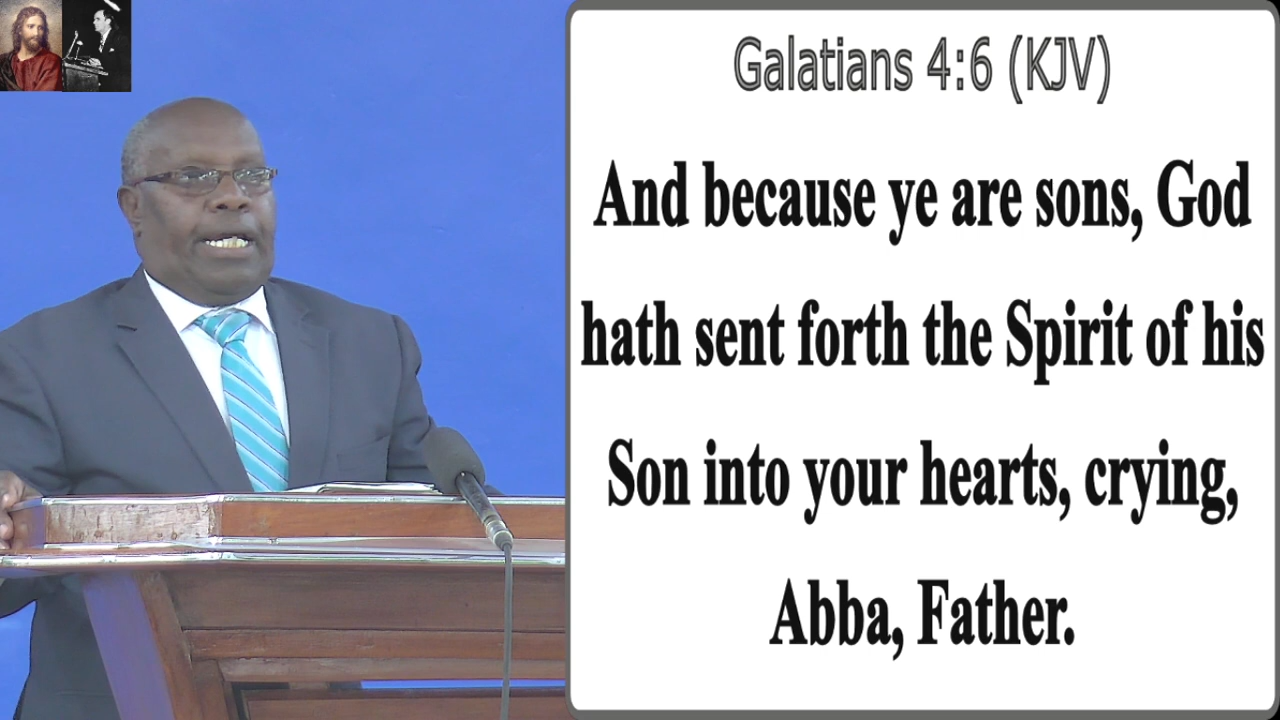 Galatians 4:6 (KJV)
And because ye are sons, God
hath sent forth the Spirit of his
Son into your hearts, crying,
Abba, Father.